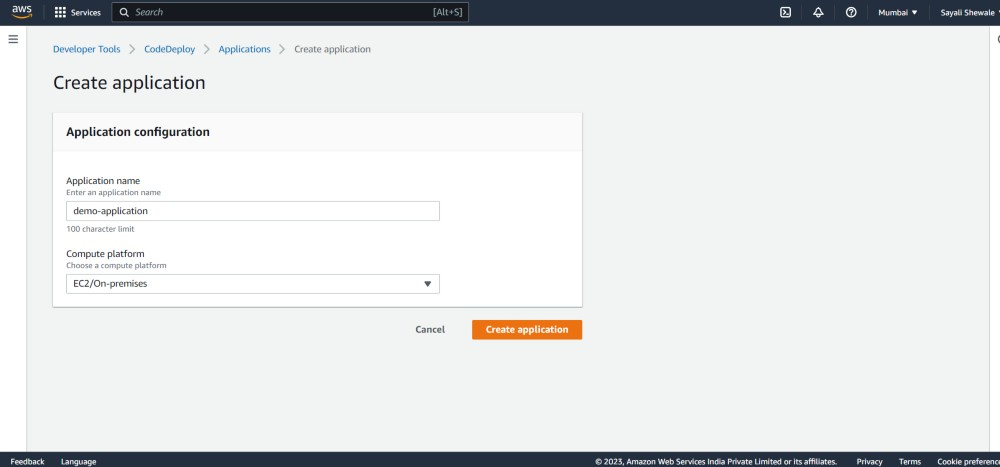 aws Services Search [Alt+S] Mumbai ▼ Sayali Shewale
Developer Tools > CodeDeploy > Applications > Create application
Create application
Application configuration
Application name
Enter an application name
demo-application
100 character limit
Compute platform
Choose a compute platform
EC2/On-premises
Cancel Create application
Feedback Language © 2023, Amazon Web Services India Private Limited or its affiliates. Privacy Terms Cookie preference